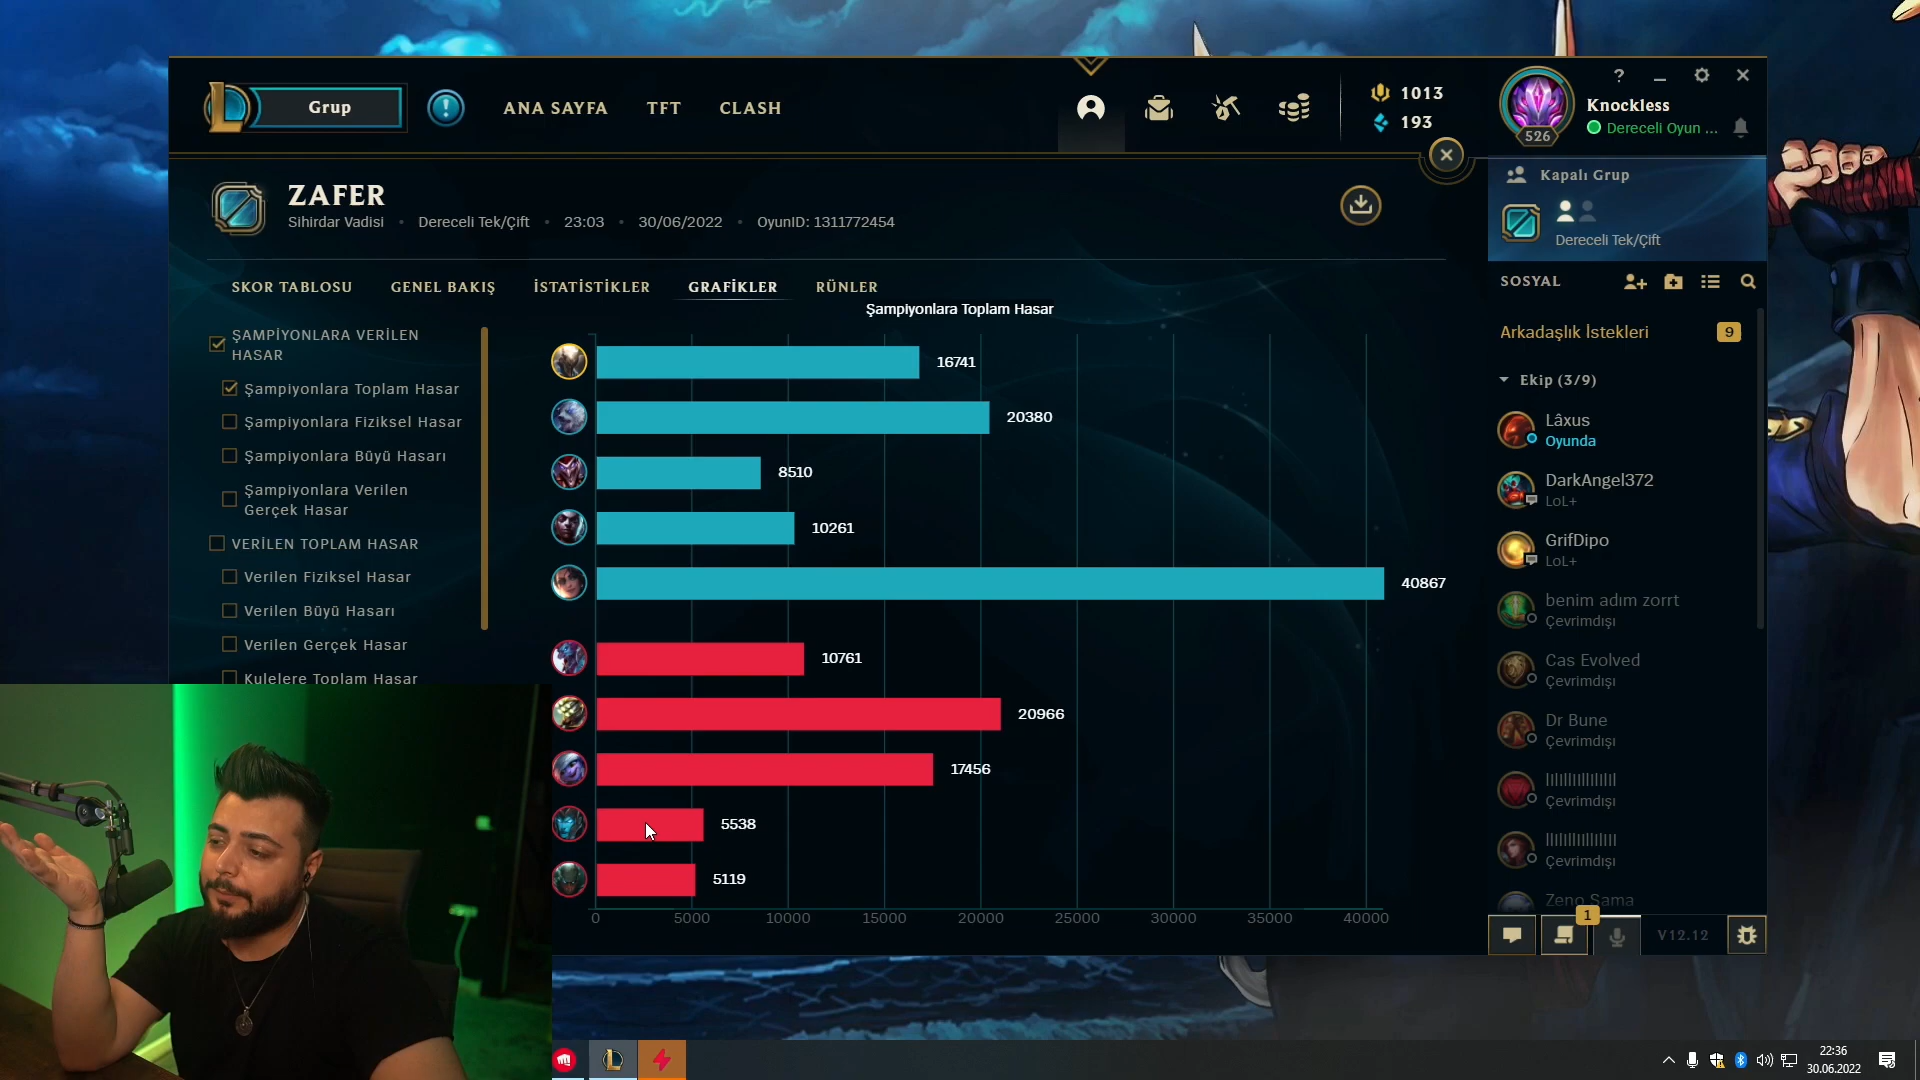 Grup
ANA SAYFA
TFT
CLASH
1013
193
526
Knockless
Dereceli Oyun ...
ZAFER
Sihirdar Vadisi • Dereceli Tek/Çift • 23:03 • 30/06/2022 • OyunID: 1311772454
Kapalı Grup
Dereceli Tek/Çift
SKOR TABLOSU
GENEL BAKIŞ
İSTATİSTİKLER
GRAFİKLER
RÜNLER
ŞAMPİYONLARA VERİLEN
HASAR
Şampiyonlara Toplam Hasar
Şampiyonlara Fiziksel Hasar
Şampiyonlara Büyü Hasarı
Şampiyonlara Verilen
Gerçek Hasar
VERİLEN TOPLAM HASAR
Verilen Fiziksel Hasar
Verilen Büyü Hasarı
Verilen Gerçek Hasar
Kulelere Toplam Hasar
Şampiyonlara Toplam Hasar
16741
20380
8510
10261
40867
10761
20966
17456
5538
5119
0 5000 10000 15000 20000 25000 30000 35000 40000
SOSYAL
Arkadaşlık İstekleri
9
Ekip (3/9)
Lâxus
Oyunda
DarkAngel372
LoL+
GrifDipo
LoL+
benim adım zorrt
Çevrimdışı
Cas Evolved
Çevrimdışı
Dr Bune
Çevrimdışı
Çevrimdışı
Çevrimdışı
Zeno Sama
1
V12.12
22:36
30.06.2022